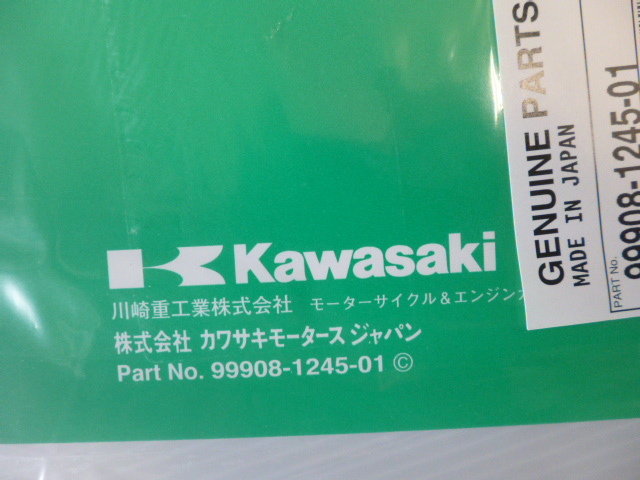 Kawasaki
川崎重工業株式会社 モーターサイクル&エンジン
株式会社 カワサキモータースジャパン
Part No. 99908-1245-01 ©
GENUINE PARTS
MADE IN JAPAN
PART No.
99908-1245-01